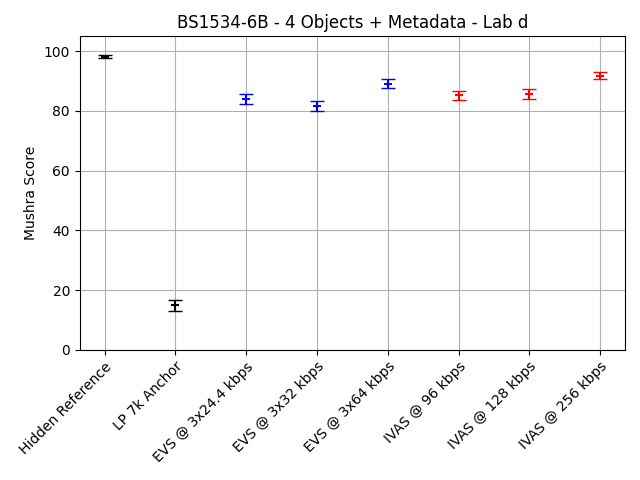 BS1534-6B - 4 Objects + Metadata - Lab d
Mushra Score
100
80
60
40
20
0
Hidden Reference
LP 7k Anchor
EVS @ 3x24.4 kbps
EVS @ 3x32 kbps
EVS @ 3x64 kbps
IVAS @ 96 kbps
IVAS @ 128 kbps
IVAS @ 256 kbps